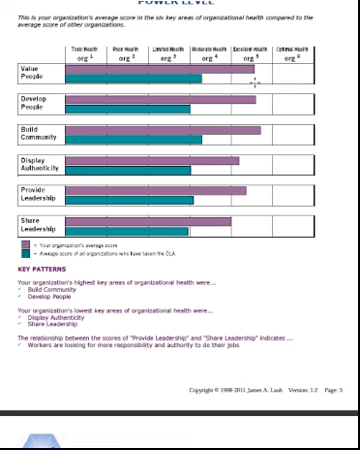 POWER LEVEL
This is your organization's average score in the six key areas of organizational health compared to the
average score of other organizations.
Toxic Health Poor Health Limited Health Moderate Health Excellent Health Optimal Health
org 1 org 2 org 3 org 4 org 5 org 6
Value
People
Develop
People
Build
Community
Display
Authenticity
Provide
Leadership
Share
Leadership
= Your organization's average score
= Average score of all organizations who have taken the OLA
KEY PATTERNS
Your organization's highest key areas of organizational health were...
✓ Build Community
✓ Develop People
Your organization's lowest key areas of organizational health were...
✓ Display Authenticity
✓ Share Leadership
The relationship between the scores of "Provide Leadership" and "Share Leadership" indicates ...
✓ Workers are looking for more responsibility and authority to do their jobs
Copyright © 1998-2011 James A. Laub Version: 1.2 Page: 5